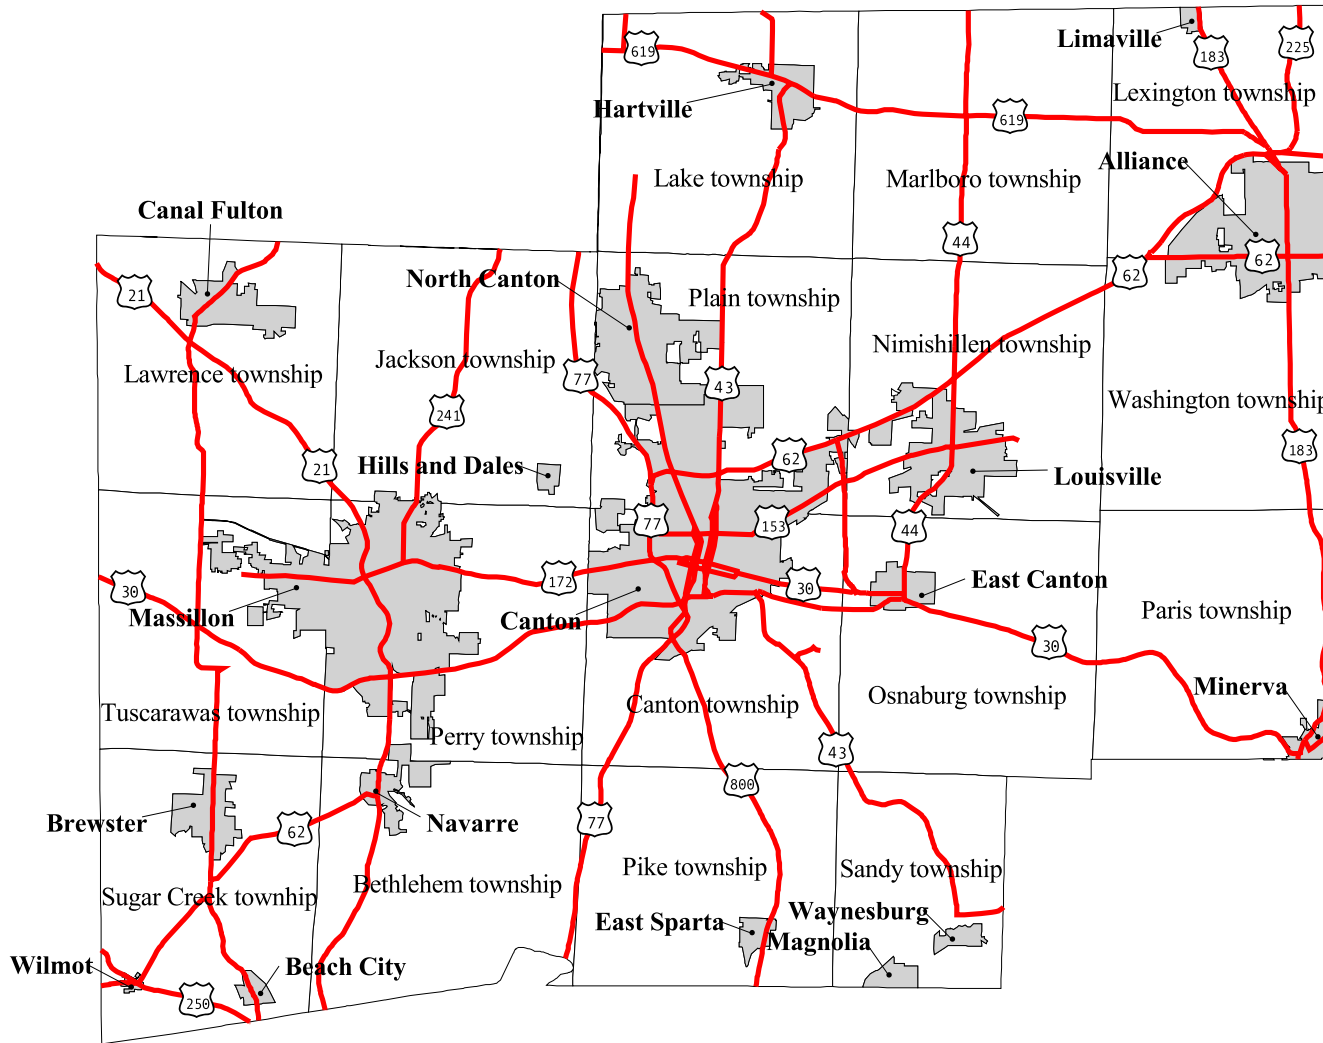 Limaville
619
183
225
Hartville
Lexington township
619
Alliance
Lake township
Marlboro township
Canal Fulton
44
62
62
North Canton
21
Plain township
Nimishillen township
Jackson township
Lawrence township
77
43
Washington township
241
183
Hills and Dales
62
21
Louisville
77
153
44
172
30
30
East Canton
Massillon
Canton
Paris township
30
Minerva
Osnaburg township
Canton township
Tuscarawas township
Perry township
43
800
Brewster
62
Navarre
77
Pike township
Sandy township
Bethlehem township
Sugar Creek townhip
Waynesburg
East Sparta
Magnolia
Wilmot
Beach City
250